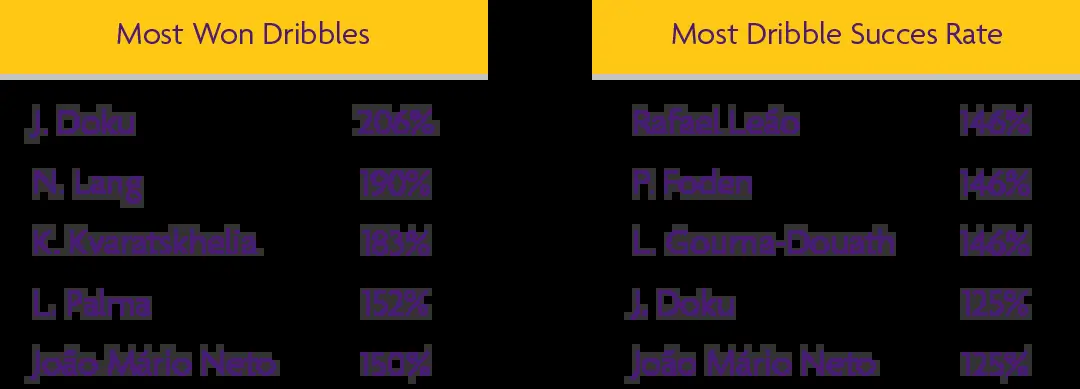 Most Won Dribbles
J. Doku 206%
N. Lang 190%
K. Kvaratskhelia 183%
L. Palma 152%
João Mário Neto 150%
Most Dribble Succes Rate
Rafael Leão 146%
P. Foden 146%
L. Gourna-Douath 146%
J. Doku 125%
João Mário Neto 125%